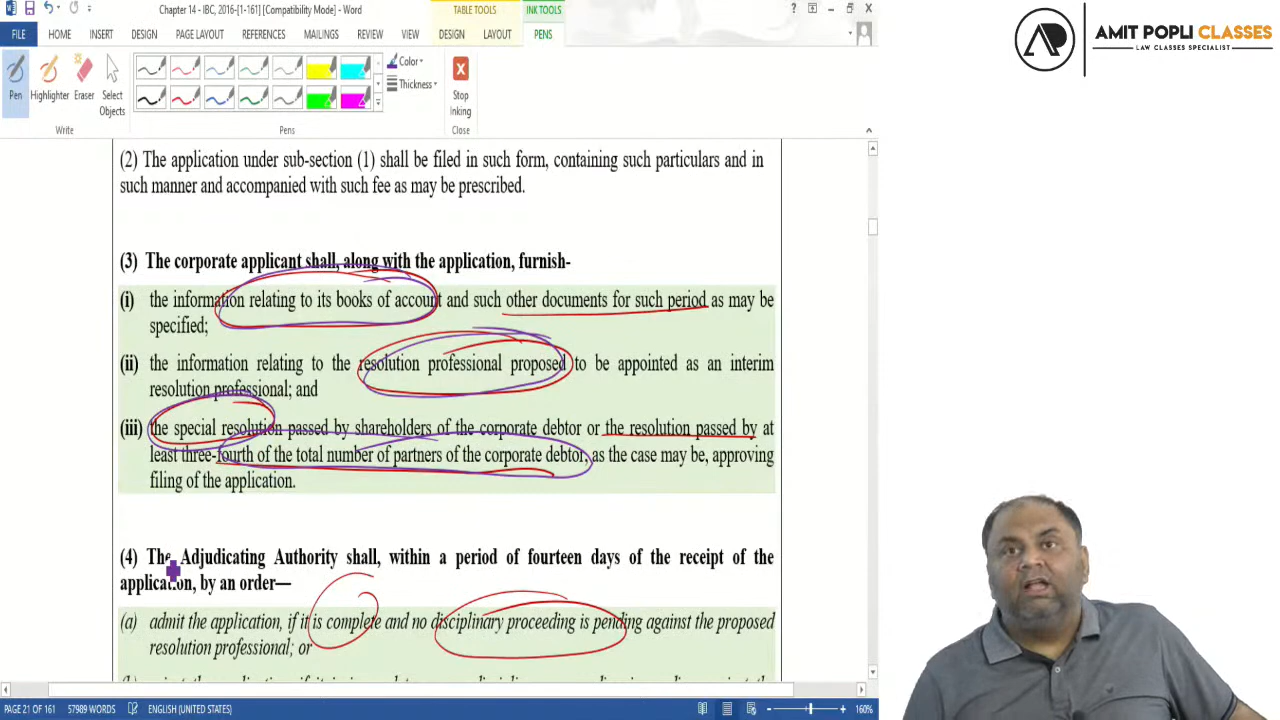 Chapter 14 - IBC, 2016-[1-161] [Compatibility Mode] - Word
TABLE TOOLS
INK TOOLS
FILE
HOME
INSERT
DESIGN
PAGE LAYOUT
REFERENCES
MAILINGS
REVIEW
VIEW
DESIGN
LAYOUT
PENS
Pen
Highlighter
Eraser
Select Objects
Color
Thickness
Stop Inking
Write
Pens
Close
AMIT POPLI CLASSES
LAW CLASSES SPECIALIST
(2) The application under sub-section (1) shall be filed in such form, containing such particulars and in
such manner and accompanied with such fee as may be prescribed.
(3) The corporate applicant shall, along with the application, furnish-
(i) the information relating to its books of account and such other documents for such period as may be
specified;
(ii) the information relating to the resolution professional proposed to be appointed as an interim
resolution professional; and
(iii) the special resolution passed by shareholders of the corporate debtor or the resolution passed by at
least three-fourth of the total number of partners of the corporate debtor, as the case may be, approving
filing of the application.
(4) The Adjudicating Authority shall, within a period of fourteen days of the receipt of the
application, by an order—
(a) admit the application, if it is complete and no disciplinary proceeding is pending against the proposed
resolution professional; or
PAGE 21 OF 161
57989 WORDS
ENGLISH (UNITED STATES)
160%